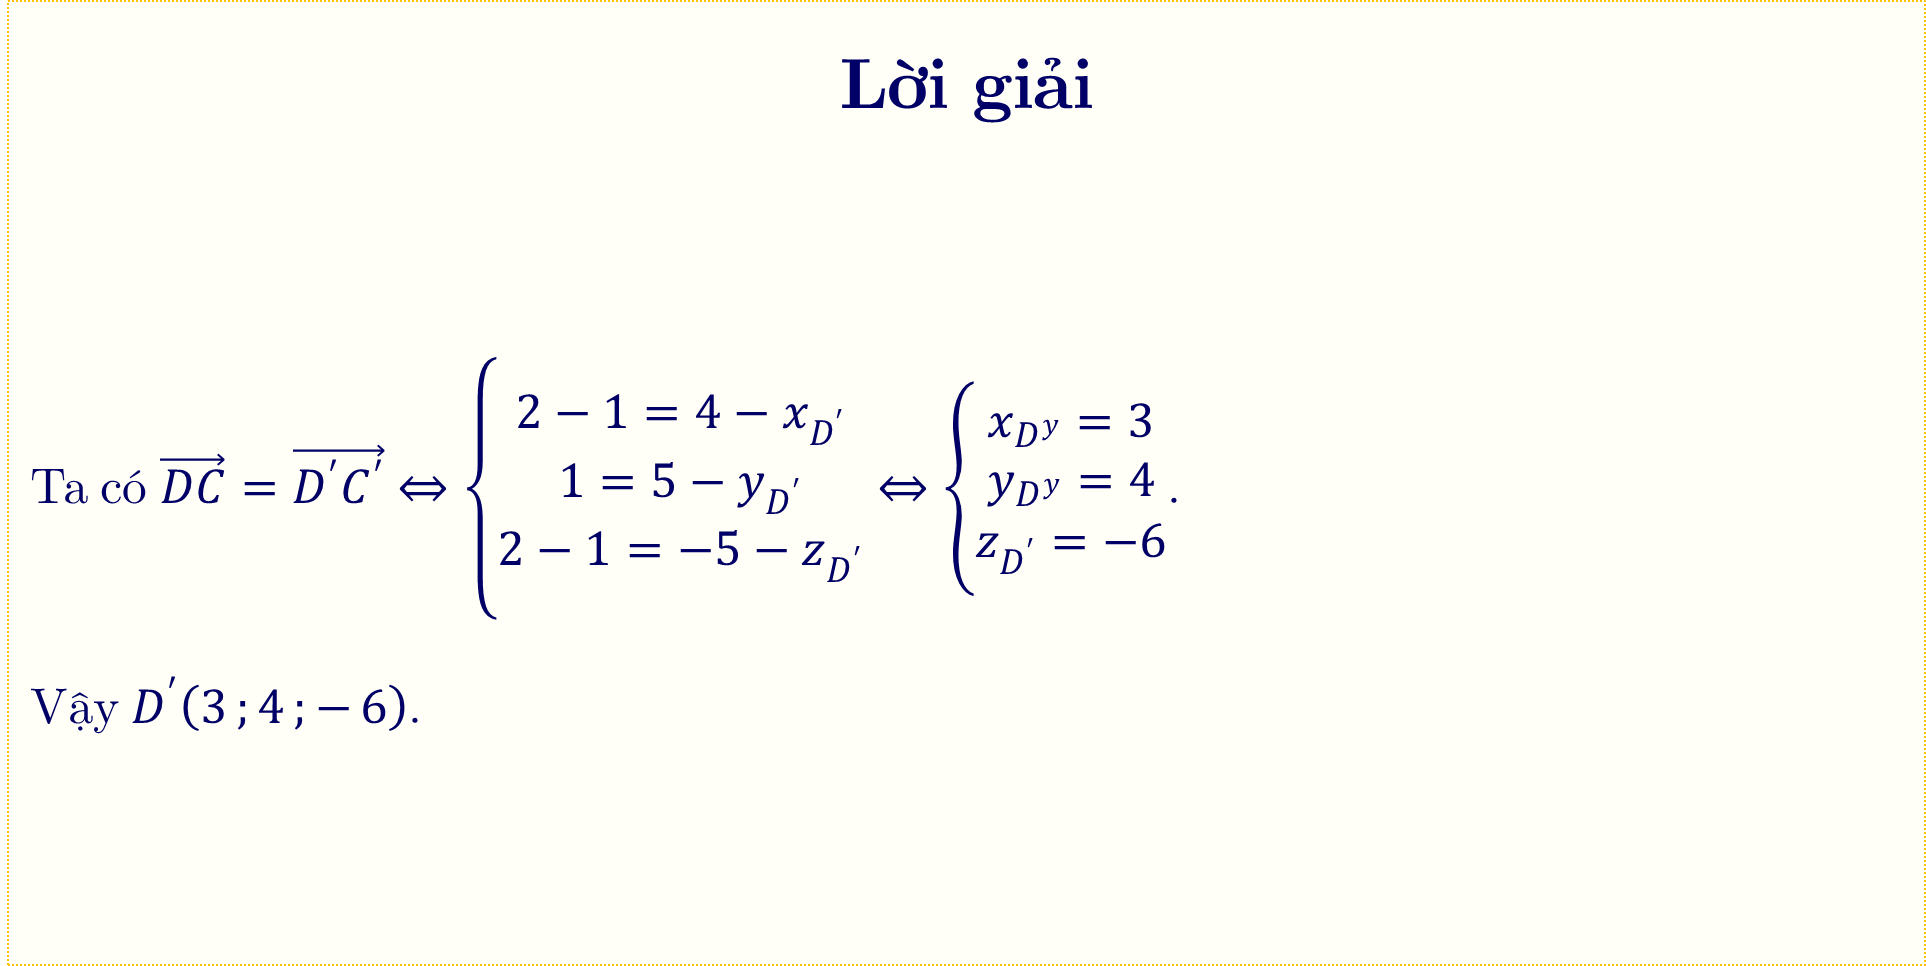 Lời giải
Ta có $\overrightarrow{DC} = \overrightarrow{D'C'} \Leftrightarrow \begin{cases} 2 - 1 = 4 - x_{D'} \\ 1 = 5 - y_{D'} \\ 2 - 1 = -5 - z_{D'} \end{cases} \Leftrightarrow \begin{cases} x_{D^y} = 3 \\ y_{D^y} = 4 \\ z_{D'} = -6 \end{cases}.$
Vậy $D'(3 ; 4 ; -6)$.